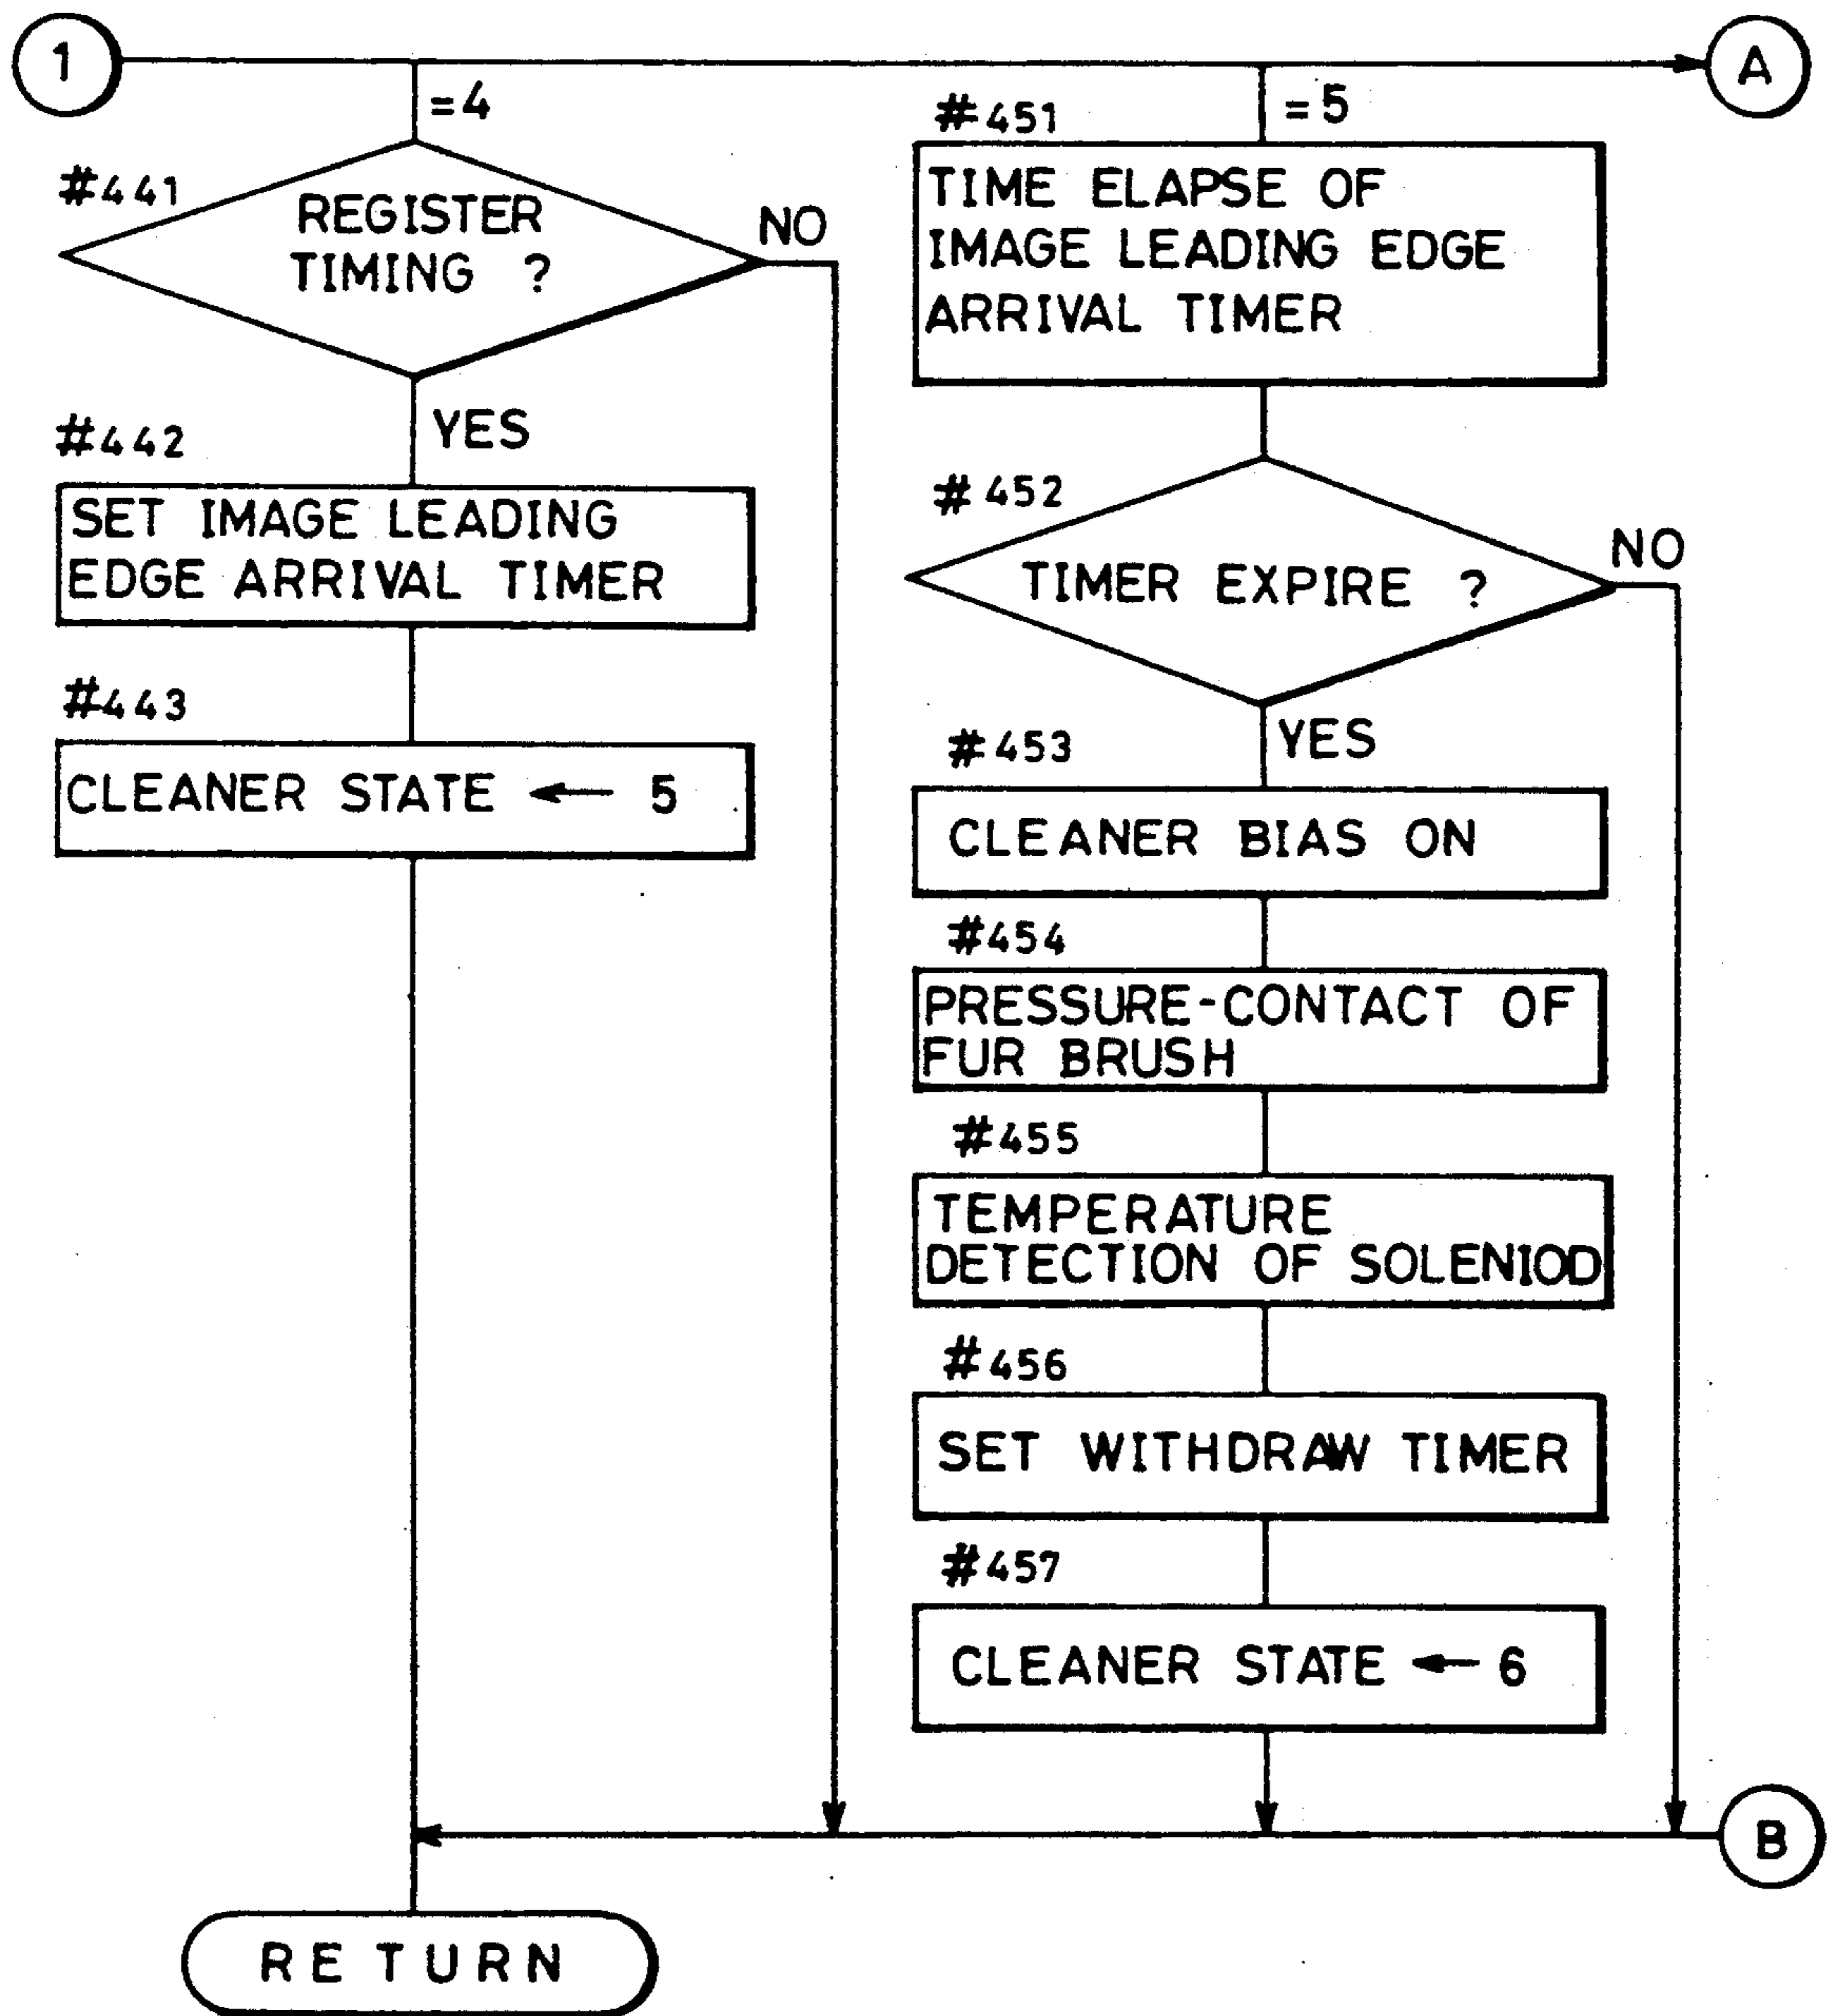 1
A
=4
#441
REGISTER
TIMING ?
NO
YES
#442
SET IMAGE LEADING
EDGE ARRIVAL TIMER
#443
CLEANER STATE ← 5
=5
#451
TIME ELAPSE OF
IMAGE LEADING EDGE
ARRIVAL TIMER
#452
TIMER EXPIRE ?
NO
YES
#453
CLEANER BIAS ON
#454
PRESSURE-CONTACT OF
FUR BRUSH
#455
TEMPERATURE
DETECTION OF SOLENIOD
#456
SET WITHDRAW TIMER
#457
CLEANER STATE ← 6
B
RETURN